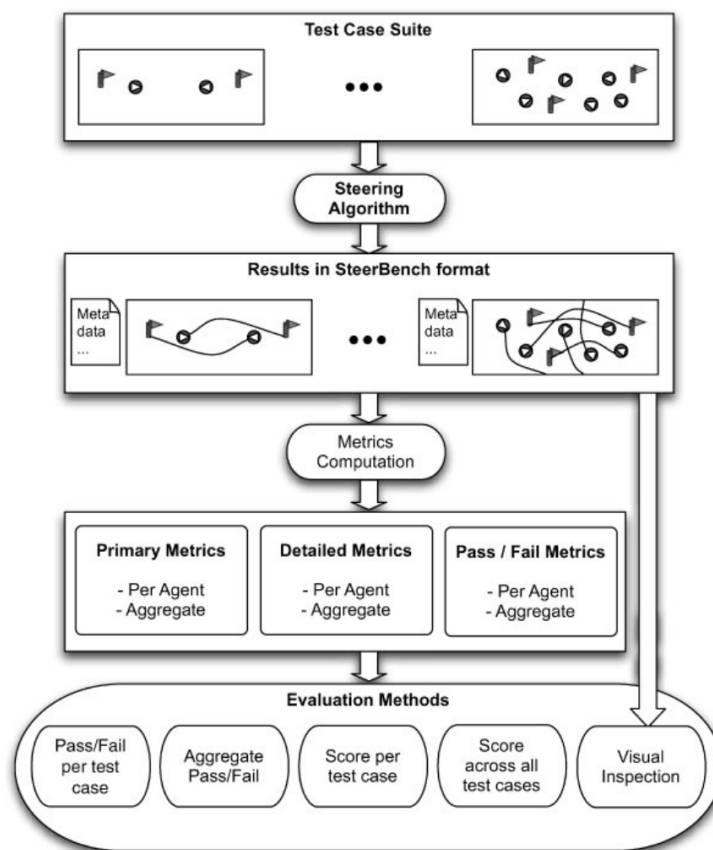 Test Case Suite
Steering
Algorithm
Results in SteerBench format
Meta
data
...
Meta
data
...
Metrics
Computation
Primary Metrics
- Per Agent
- Aggregate
Detailed Metrics
- Per Agent
- Aggregate
Pass / Fail Metrics
- Per Agent
- Aggregate
Evaluation Methods
Pass/Fail
per test
case
Aggregate
Pass/Fail
Score per
test case
Score
across all
test cases
Visual
Inspection